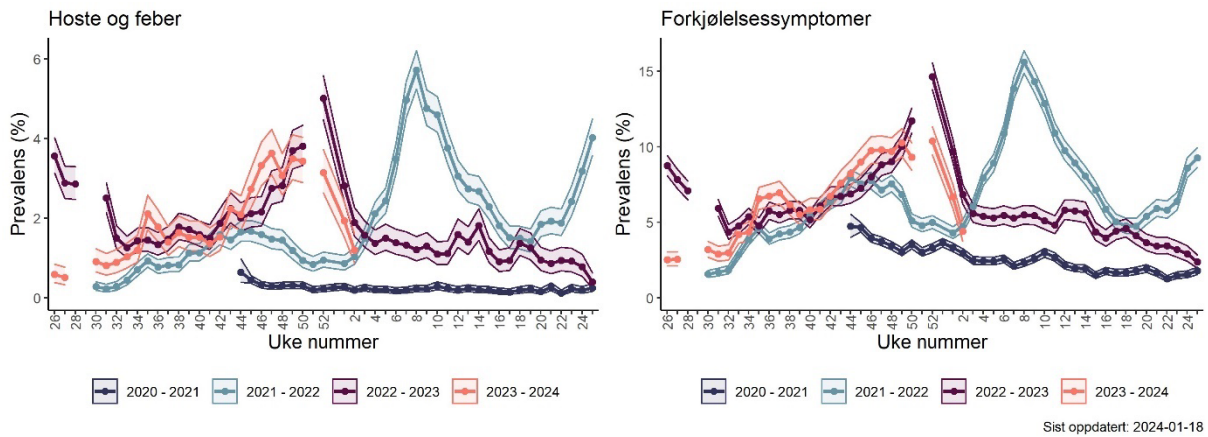 Hoste og feber
Prevalens (%)
6
4
2
0
26 28 30 32 34 36 38 40 42 44 46 48 50 52 2 4 6 8 10 12 14 16 18 20 22 24
Uke nummer
2020 - 2021 2021 - 2022 2022 - 2023 2023 - 2024
Forkjølelsessymptomer
Prevalens (%)
15
10
5
0
26 28 30 32 34 36 38 40 42 44 46 48 50 52 2 4 6 8 10 12 14 16 18 20 22 24
Uke nummer
2020 - 2021 2021 - 2022 2022 - 2023 2023 - 2024
Sist oppdatert: 2024-01-18